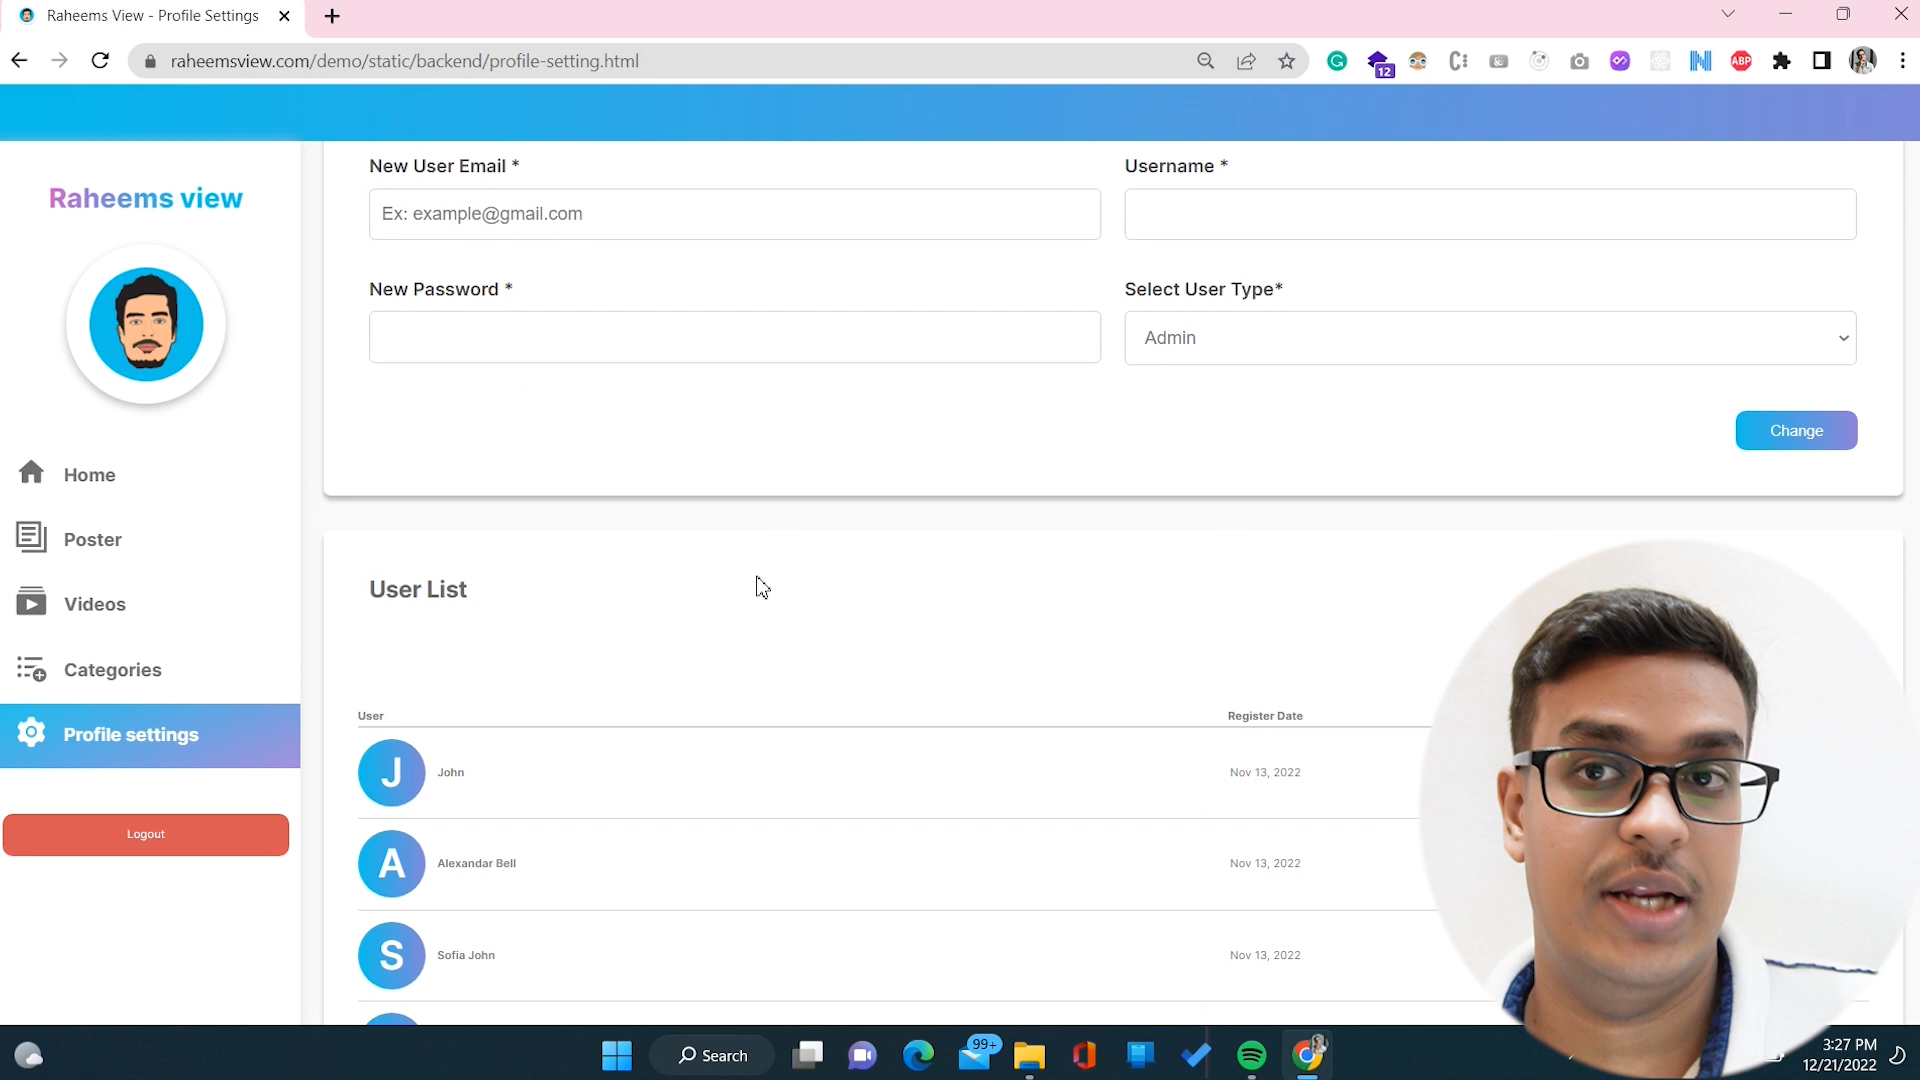 Raheems View - Profile Settings
raheemsview.com/demo/static/backend/profile-setting.html
12
ABP
Raheems view
Home
Poster
Videos
Categories
Profile settings
Logout
New User Email *
Username *
Ex: example@gmail.com
New Password *
Select User Type*
Admin
Change
User List
User
Register Date
J
John
Nov 13, 2022
A
Alexandar Bell
Nov 13, 2022
S
Sofia John
Nov 13, 2022
Search
99+
3:27 PM
12/21/2022